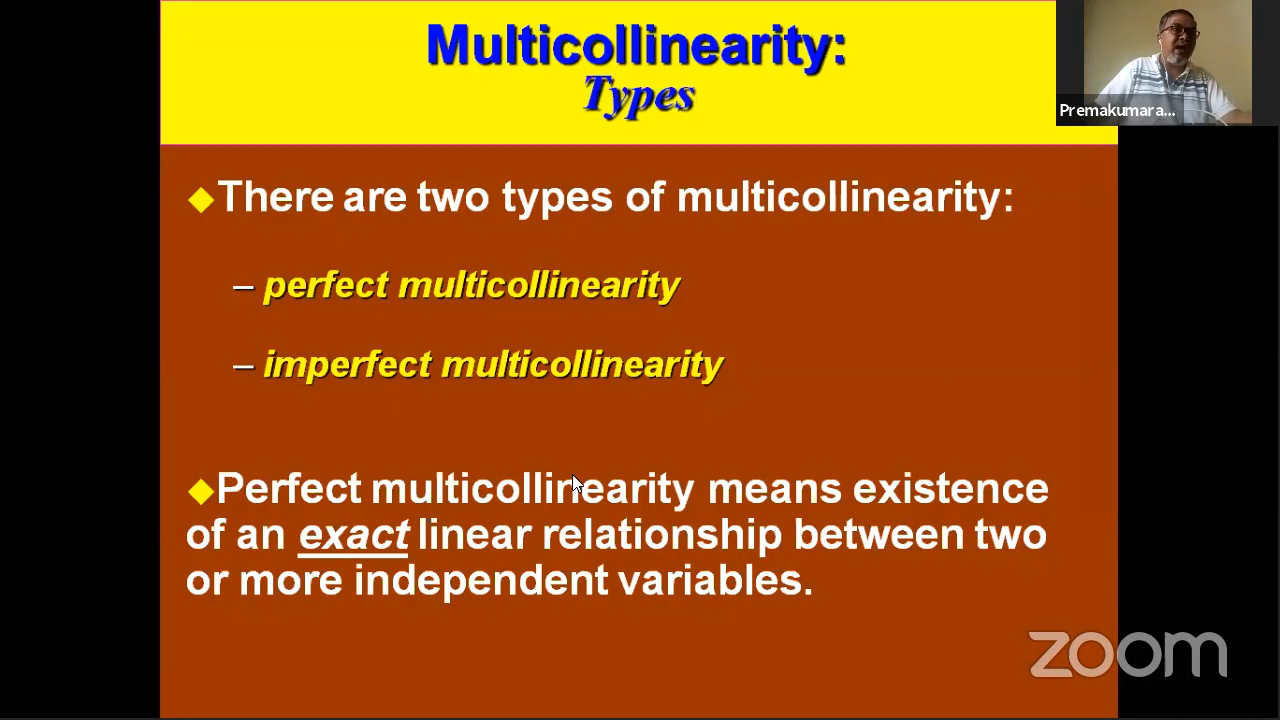 Multicollinearity:
Types
Premakumara...
There are two types of multicollinearity:
– perfect multicollinearity
– imperfect multicollinearity
Perfect multicollinearity means existence
of an exact linear relationship between two
or more independent variables.
zoom